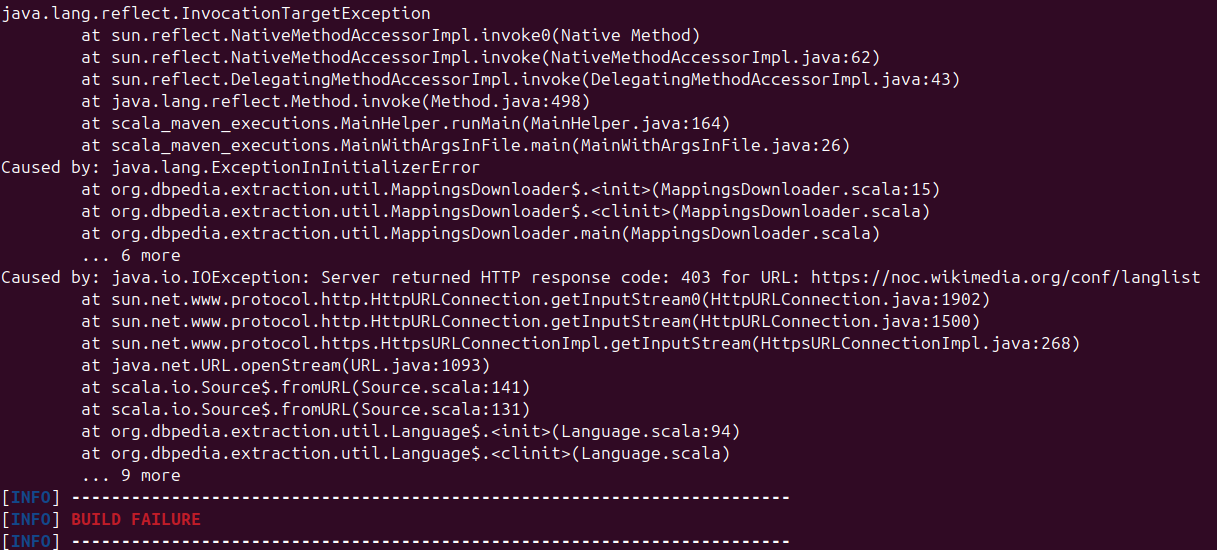 java.lang.reflect.InvocationTargetException
at sun.reflect.NativeMethodAccessorImpl.invoke0(Native Method)
at sun.reflect.NativeMethodAccessorImpl.invoke(NativeMethodAccessorImpl.java:62)
at sun.reflect.DelegatingMethodAccessorImpl.invoke(DelegatingMethodAccessorImpl.java:43)
at java.lang.reflect.Method.invoke(Method.java:498)
at scala_maven_executions.MainHelper.runMain(MainHelper.java:164)
at scala_maven_executions.MainWithArgsInFile.main(MainWithArgsInFile.java:26)
Caused by: java.lang.ExceptionInInitializerError
at org.dbpedia.extraction.util.MappingsDownloader$.<init>(MappingsDownloader.scala:15)
at org.dbpedia.extraction.util.MappingsDownloader$.<clinit>(MappingsDownloader.scala)
at org.dbpedia.extraction.util.MappingsDownloader.main(MappingsDownloader.scala)
... 6 more
Caused by: java.io.IOException: Server returned HTTP response code: 403 for URL: https://noc.wikimedia.org/conf/langlist
at sun.net.www.protocol.http.HttpURLConnection.getInputStream0(HttpURLConnection.java:1902)
at sun.net.www.protocol.http.HttpURLConnection.getInputStream(HttpURLConnection.java:1500)
at sun.net.www.protocol.https.HttpsURLConnectionImpl.getInputStream(HttpsURLConnectionImpl.java:268)
at java.net.URL.openStream(URL.java:1093)
at scala.io.Source$.fromURL(Source.scala:141)
at scala.io.Source$.fromURL(Source.scala:131)
at org.dbpedia.extraction.util.Language$.<init>(Language.scala:94)
at org.dbpedia.extraction.util.Language$.<clinit>(Language.scala)
... 9 more
[INFO] ------------------------------------------------------------------------
[INFO] BUILD FAILURE
[INFO] ------------------------------------------------------------------------